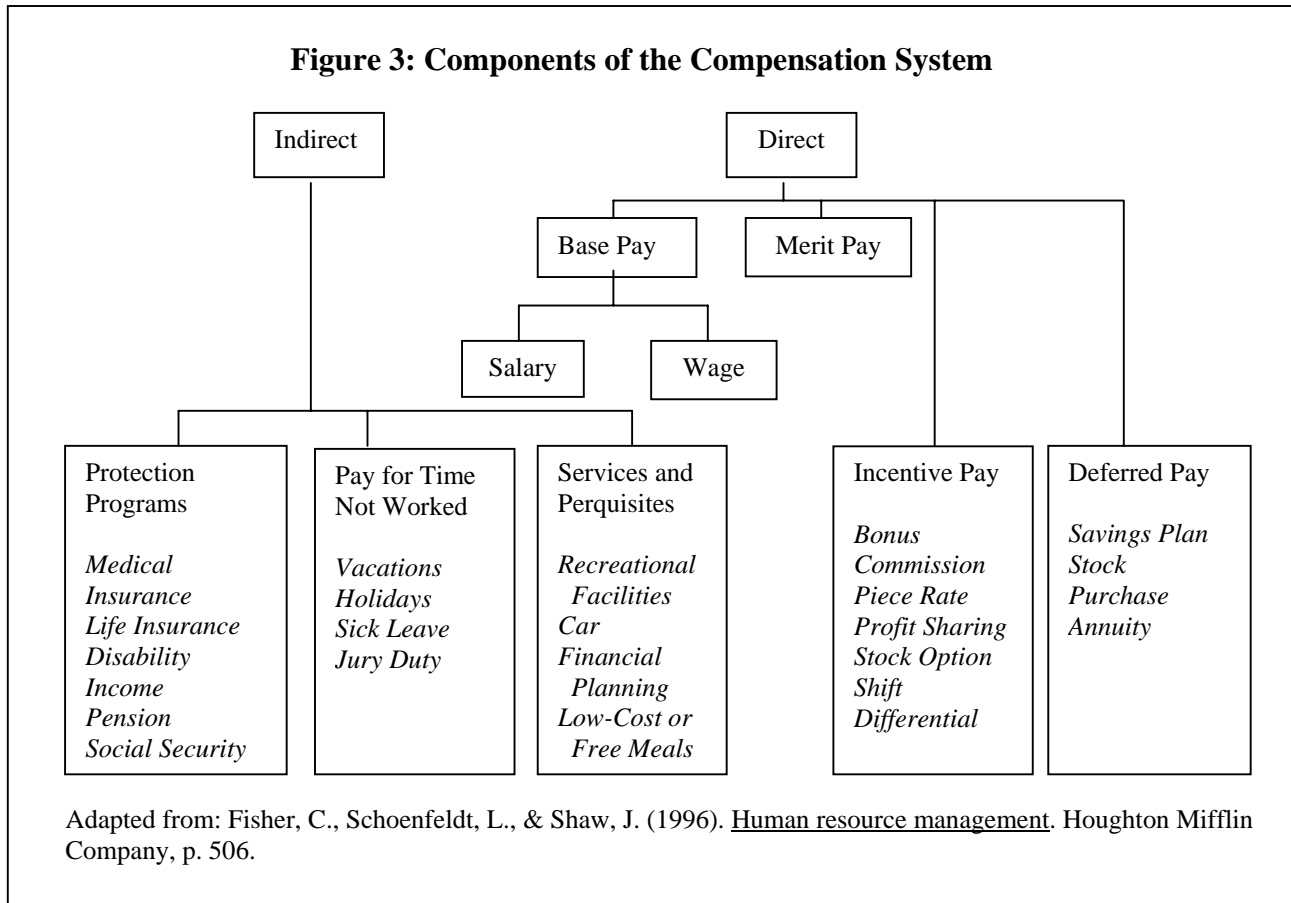 Figure 3: Components of the Compensation System
Indirect
Direct
Base Pay
Merit Pay
Salary
Wage
Protection
Programs
Medical
Insurance
Life Insurance
Disability
Income
Pension
Social Security
Pay for Time
Not Worked
Vacations
Holidays
Sick Leave
Jury Duty
Services and
Perquisites
Recreational
Facilities
Car
Financial
Planning
Low-Cost or
Free Meals
Incentive Pay
Bonus
Commission
Piece Rate
Profit Sharing
Stock Option
Shift
Differential
Deferred Pay
Savings Plan
Stock
Purchase
Annuity
Adapted from: Fisher, C., Schoenfeldt, L., & Shaw, J. (1996). Human resource management. Houghton Mifflin
Company, p. 506.